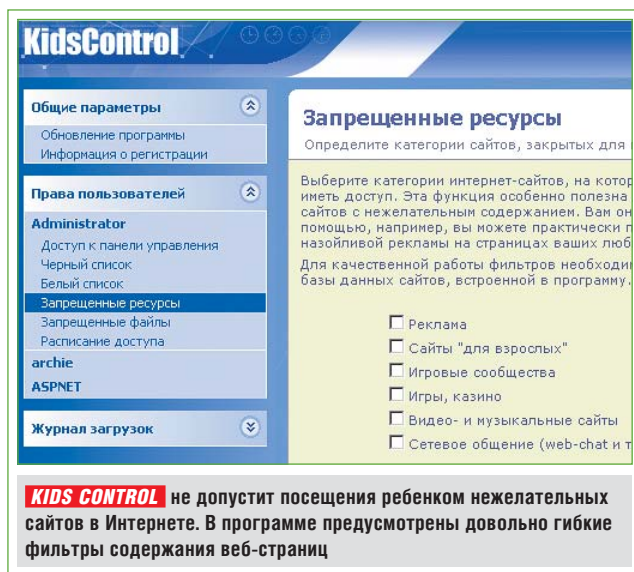 KidsControl
Общие параметры
Обновление программы
Информация о регистрации
Права пользователей
Administrator
Доступ к панели управления
Черный список
Белый список
Запрещенные ресурсы
Запрещенные файлы
Расписание доступа
archie
ASPNET
Журнал загрузок
Запрещенные ресурсы
Определите категории сайтов, закрытых для
Выберите категории интернет-сайтов, на котор
иметь доступ. Эта функция особенно полезна
сайтов с нежелательным содержанием. Вам он
помощью, например, вы можете практически п
назойливой рекламы на страницах ваших люб
Для качественной работы фильтров необходи
базы данных сайтов, встроенной в программу.
Реклама
Сайты "для взрослых"
Игровые сообщества
Игры, казино
Видео- и музыкальные сайты
Сетевое общение (web-chat и т
KIDS CONTROL не допустит посещения ребенком нежелательных
сайтов в Интернете. В программе предусмотрены довольно гибкие
фильтры содержания веб-страниц